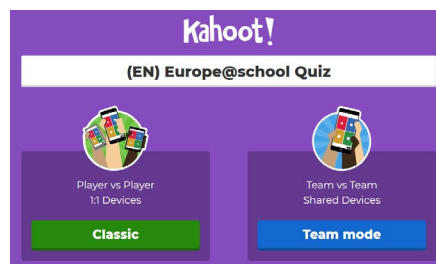 Kahoot!
(EN) Europe@school Quiz
Player vs Player
1:1 Devices
Classic
Team vs Team
Shared Devices
Team mode